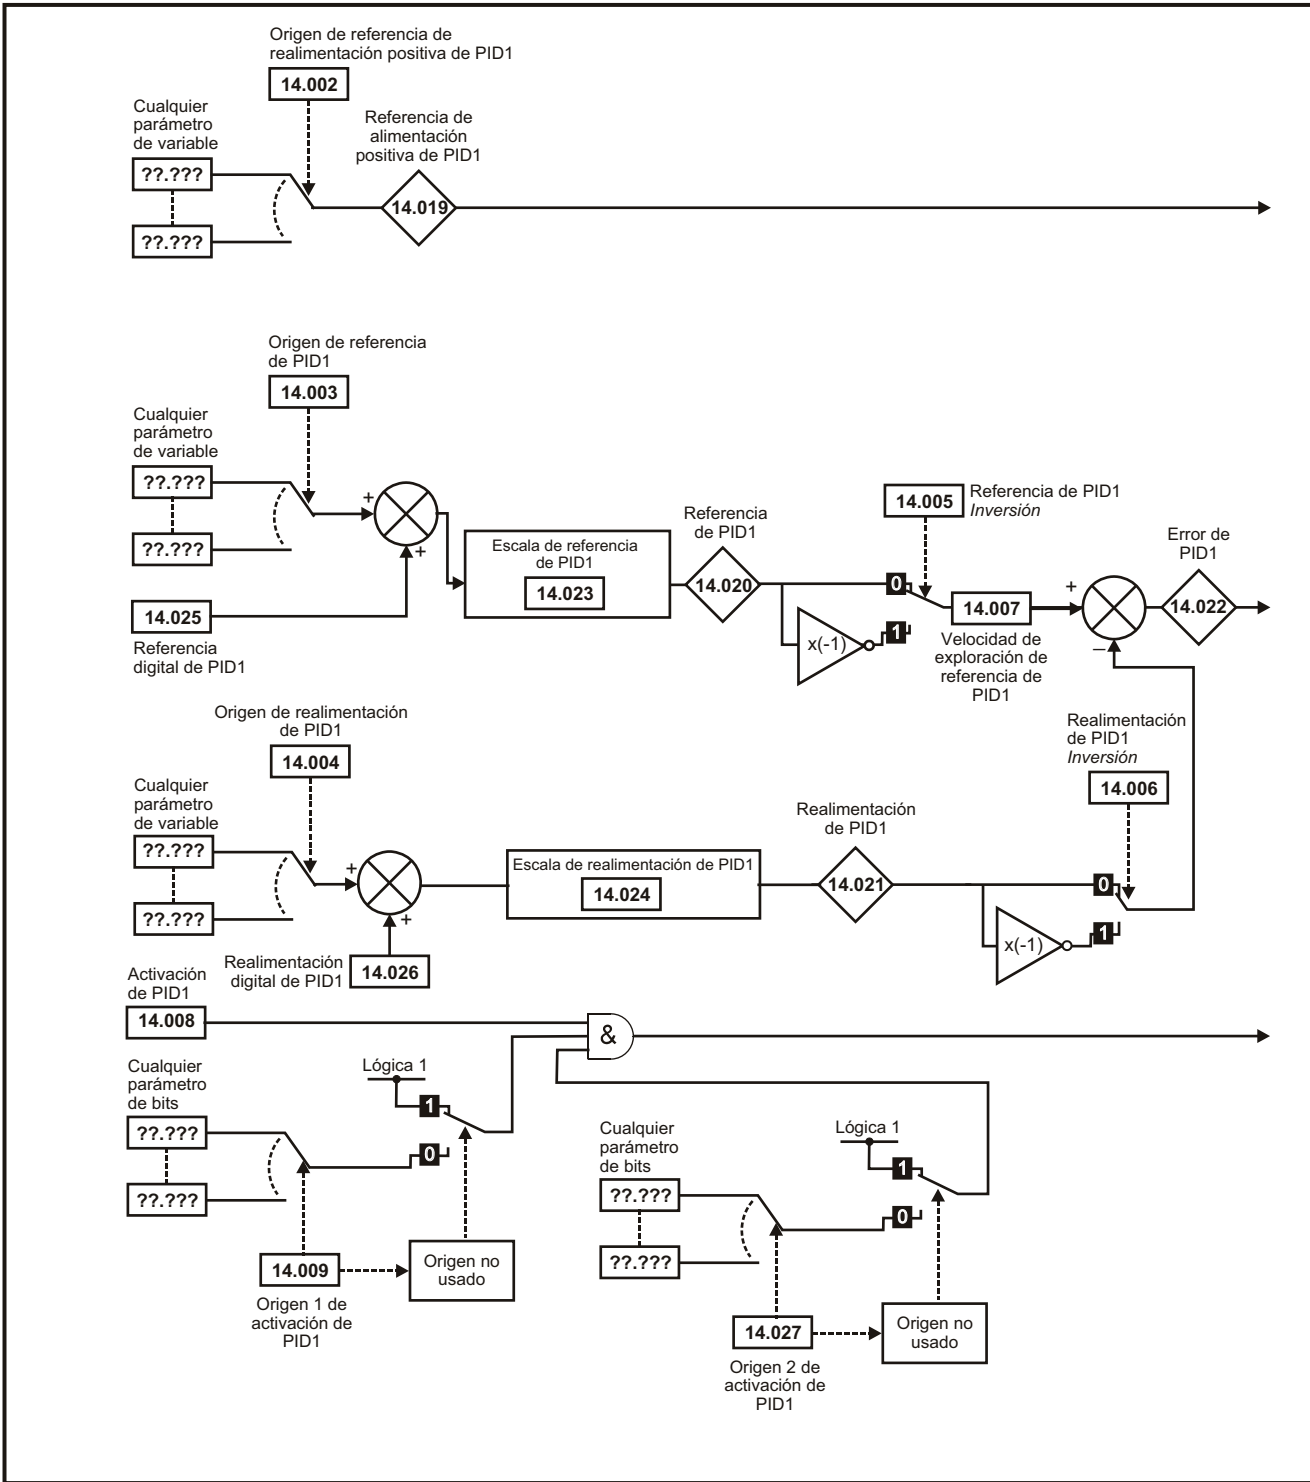 Origen de referencia de
realimentación positiva de PID1
14.002
Cualquier
parámetro
de variable
Referencia de
alimentación
positiva de PID1
??.???
14.019
??.???
Origen de referencia
de PID1
14.003
Cualquier
parámetro
de variable
??.???
??.???
+
+
14.025
Referencia
digital de PID1
Escala de referencia
de PID1
14.023
Referencia
de PID1
14.020
14.005
Referencia de PID1
Inversión
0
1
x(-1)
14.007
Velocidad de
exploración de
referencia de
PID1
+
–
Error de
PID1
14.022
Origen de realimentación
de PID1
14.004
Cualquier
parámetro
de variable
??.???
??.???
+
+
Realimentación
digital de PID1
14.026
Escala de realimentación de PID1
14.024
Realimentación
de PID1
14.021
x(-1)
Realimentación
de PID1
Inversión
14.006
0
1
Activación
de PID1
14.008
&
Cualquier
parámetro
de bits
??.???
??.???
Lógica 1
1
0
14.009
Origen 1 de
activación de
PID1
Origen no
usado
Cualquier
parámetro
de bits
??.???
??.???
Lógica 1
1
0
14.027
Origen 2 de
activación de
PID1
Origen no
usado